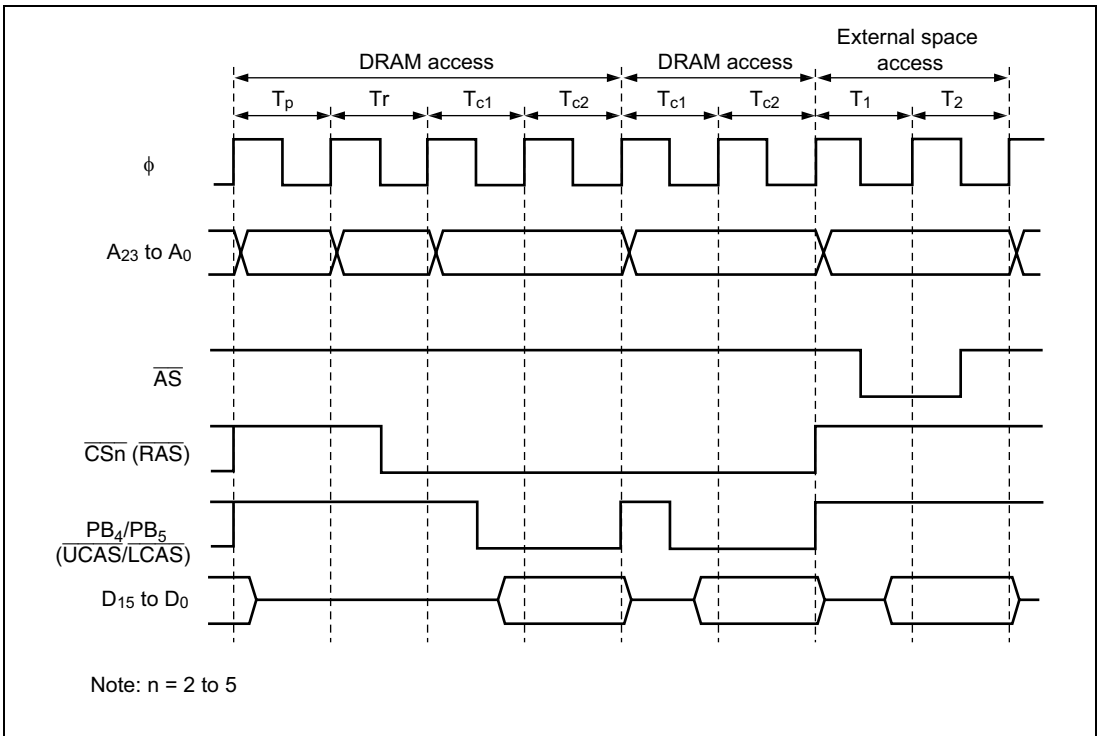 External space
access
DRAM access
DRAM access
Tp
Tr
Tc1
Tc2
Tc1
Tc2
T1
T2
ϕ
A23 to A0
AS
CSn (RAS)
PB4/PB5
(UCAS/LCAS)
D15 to D0
Note: n = 2 to 5